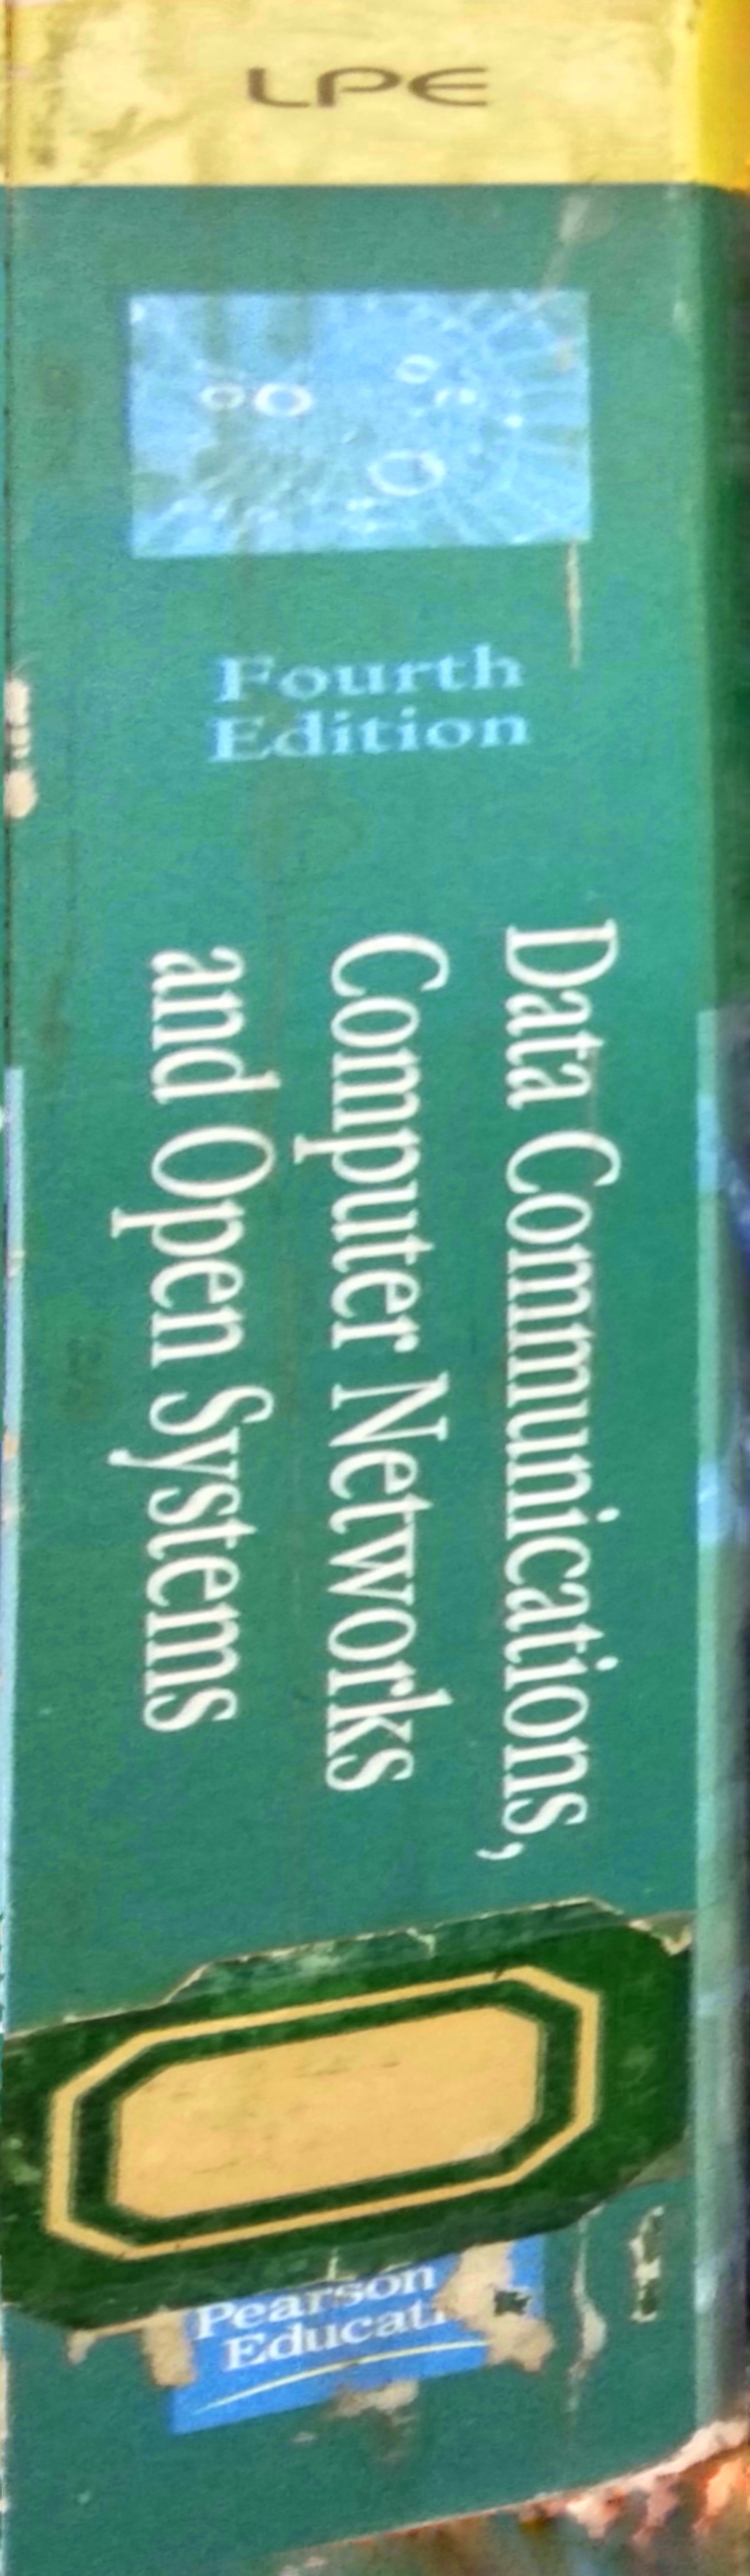 LPE
Fourth
Edition
Data Communications,
Computer Networks
and Open Systems
Pearson